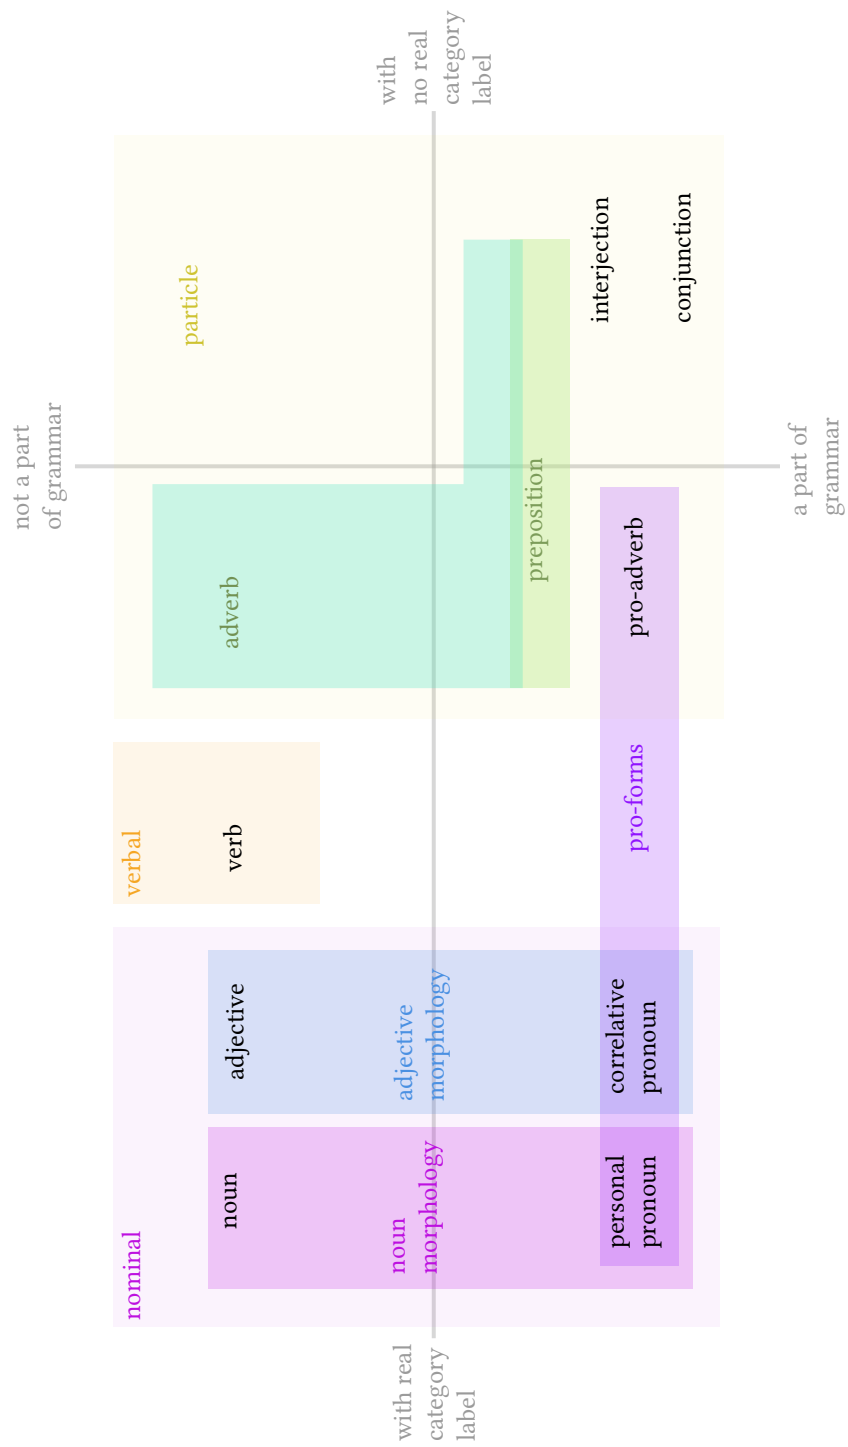 not a part
of grammar
nominal
verbal
noun
adjective
verb
adverb
particle
with real
category
label
noun
morphology
adjective
morphology
with
no real
category
label
preposition
personal
pronoun
correlative
pronoun
pro-forms
pro-adverb
interjection
conjunction
a part of
grammar